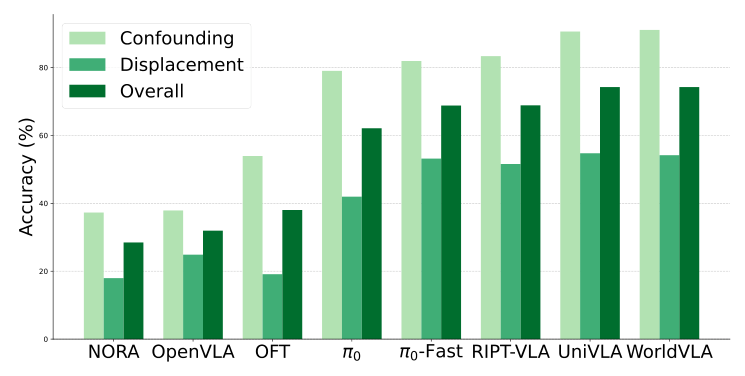 Confounding
Displacement
Overall
Accuracy (%)
80
60
40
20
0
NORA OpenVLA OFT π₀ π₀-Fast RIPT-VLA UniVLA WorldVLA